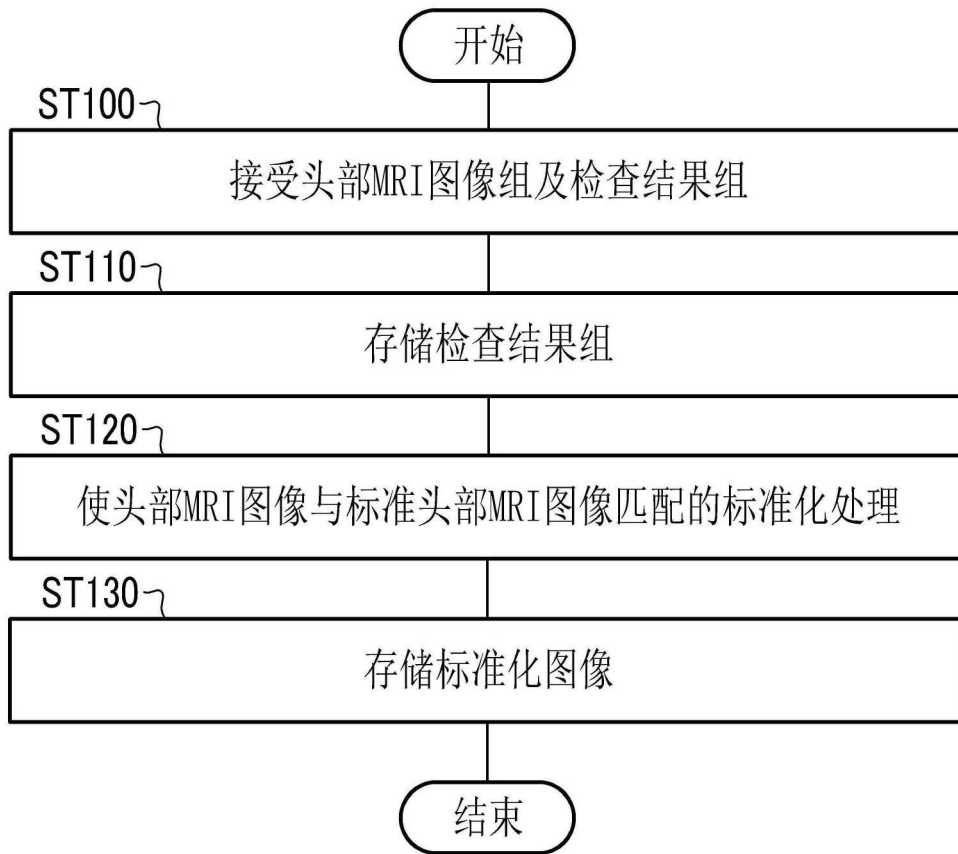 开始
ST100
接受头部MRI图像组及检查结果组
ST110
存储检查结果组
ST120
使头部MRI图像与标准头部MRI图像匹配的标准化处理
ST130
存储标准化图像
结束